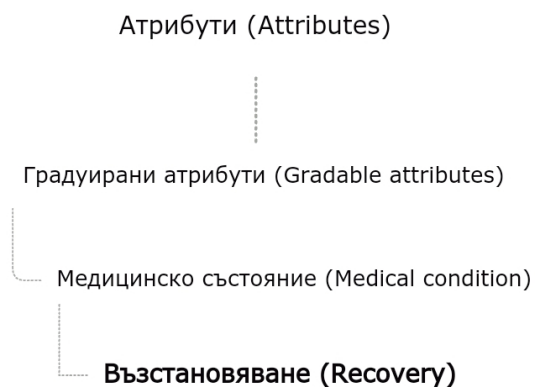 Атрибути (Attributes)
Градуирани атрибути (Gradable attributes)
Медицинско състояние (Medical condition)
Възстановяване (Recovery)